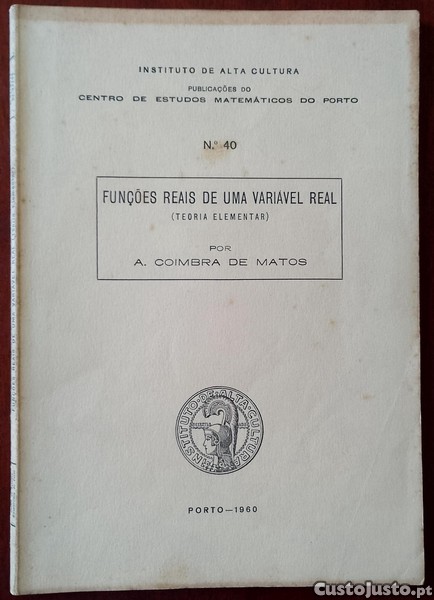 INSTITUTO DE ALTA CULTURA
PUBLICAÇÕES DO
CENTRO DE ESTUDOS MATEMÁTICOS DO PORTO
N.º 40
FUNÇÕES REAIS DE UMA VARIÁVEL REAL
(TEORIA ELEMENTAR)
POR
A. COIMBRA DE MATOS
INSTITUTO·DE·ALTA·CULTURA
PORTO—1960
CustoJusto.pt